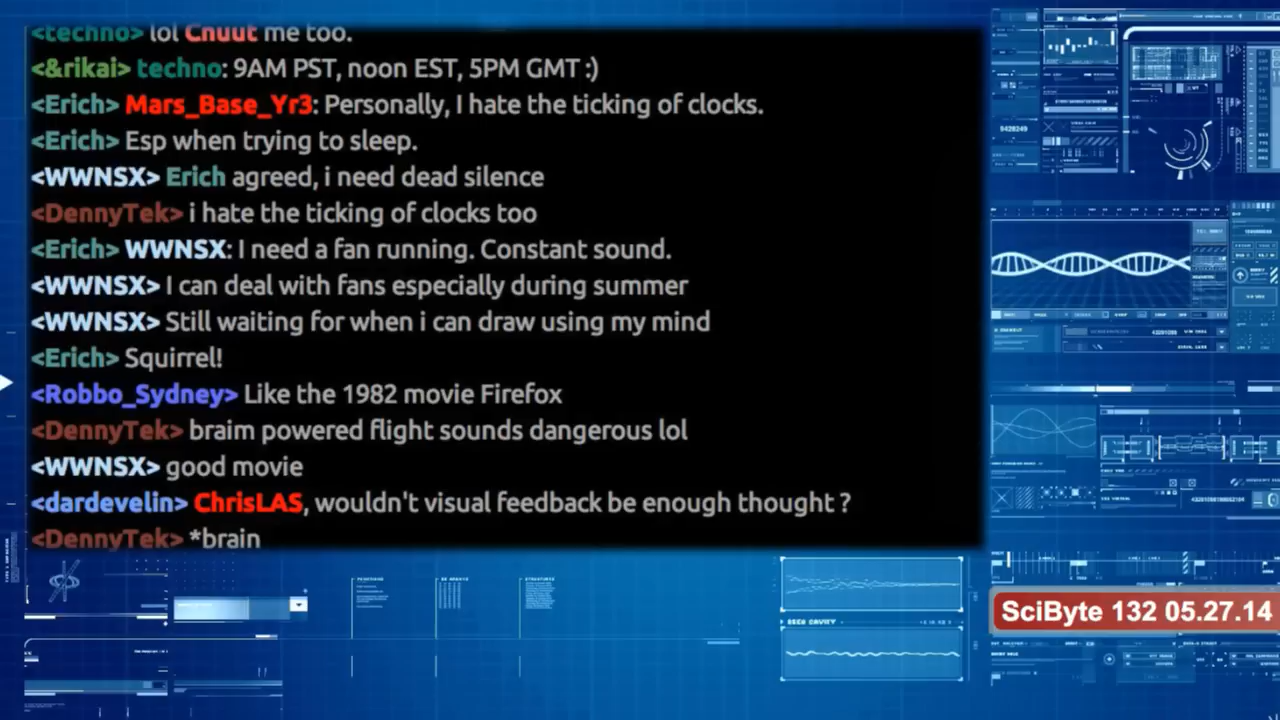 <techno> lol Cnuut me too.
<&rikai> techno: 9AM PST, noon EST, 5PM GMT :)
<Erich> Mars_Base_Yr3: Personally, I hate the ticking of clocks.
<Erich> Esp when trying to sleep.
<WWNSX> Erich agreed, i need dead silence
<DennyTek> i hate the ticking of clocks too
<Erich> WWNSX: I need a fan running. Constant sound.
<WWNSX> I can deal with fans especially during summer
<WWNSX> Still waiting for when i can draw using my mind
<Erich> Squirrel!
<Robbo_Sydney> Like the 1982 movie Firefox
<DennyTek> braim powered flight sounds dangerous lol
<WWNSX> good movie
<dardevelin> ChrisLAS, wouldn't visual feedback be enough thought ?
<DennyTek> *brain
SciByte 132 05.27.14